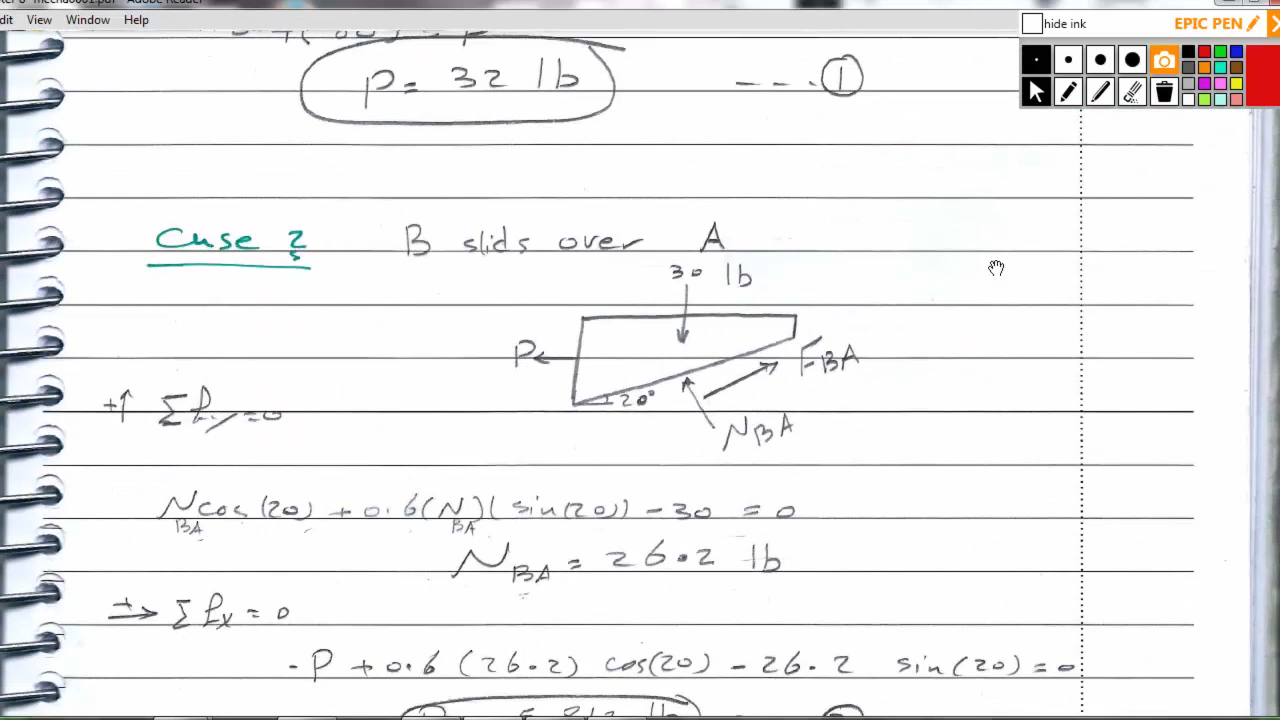 dit View Window Help
hide ink EPIC PEN
P = 32 lb ---- ①
Case 2 B slids over A
30 lb
P
FBA
20°
NBA
+↑ Σfy = 0
NBA cos(20) + 0.6(NBA)(sin(20)) - 30 = 0
NBA = 26.2 lb
+→ Σfx = 0
-P + 0.6 (26.2) cos(20) - 26.2 sin(20) = 0